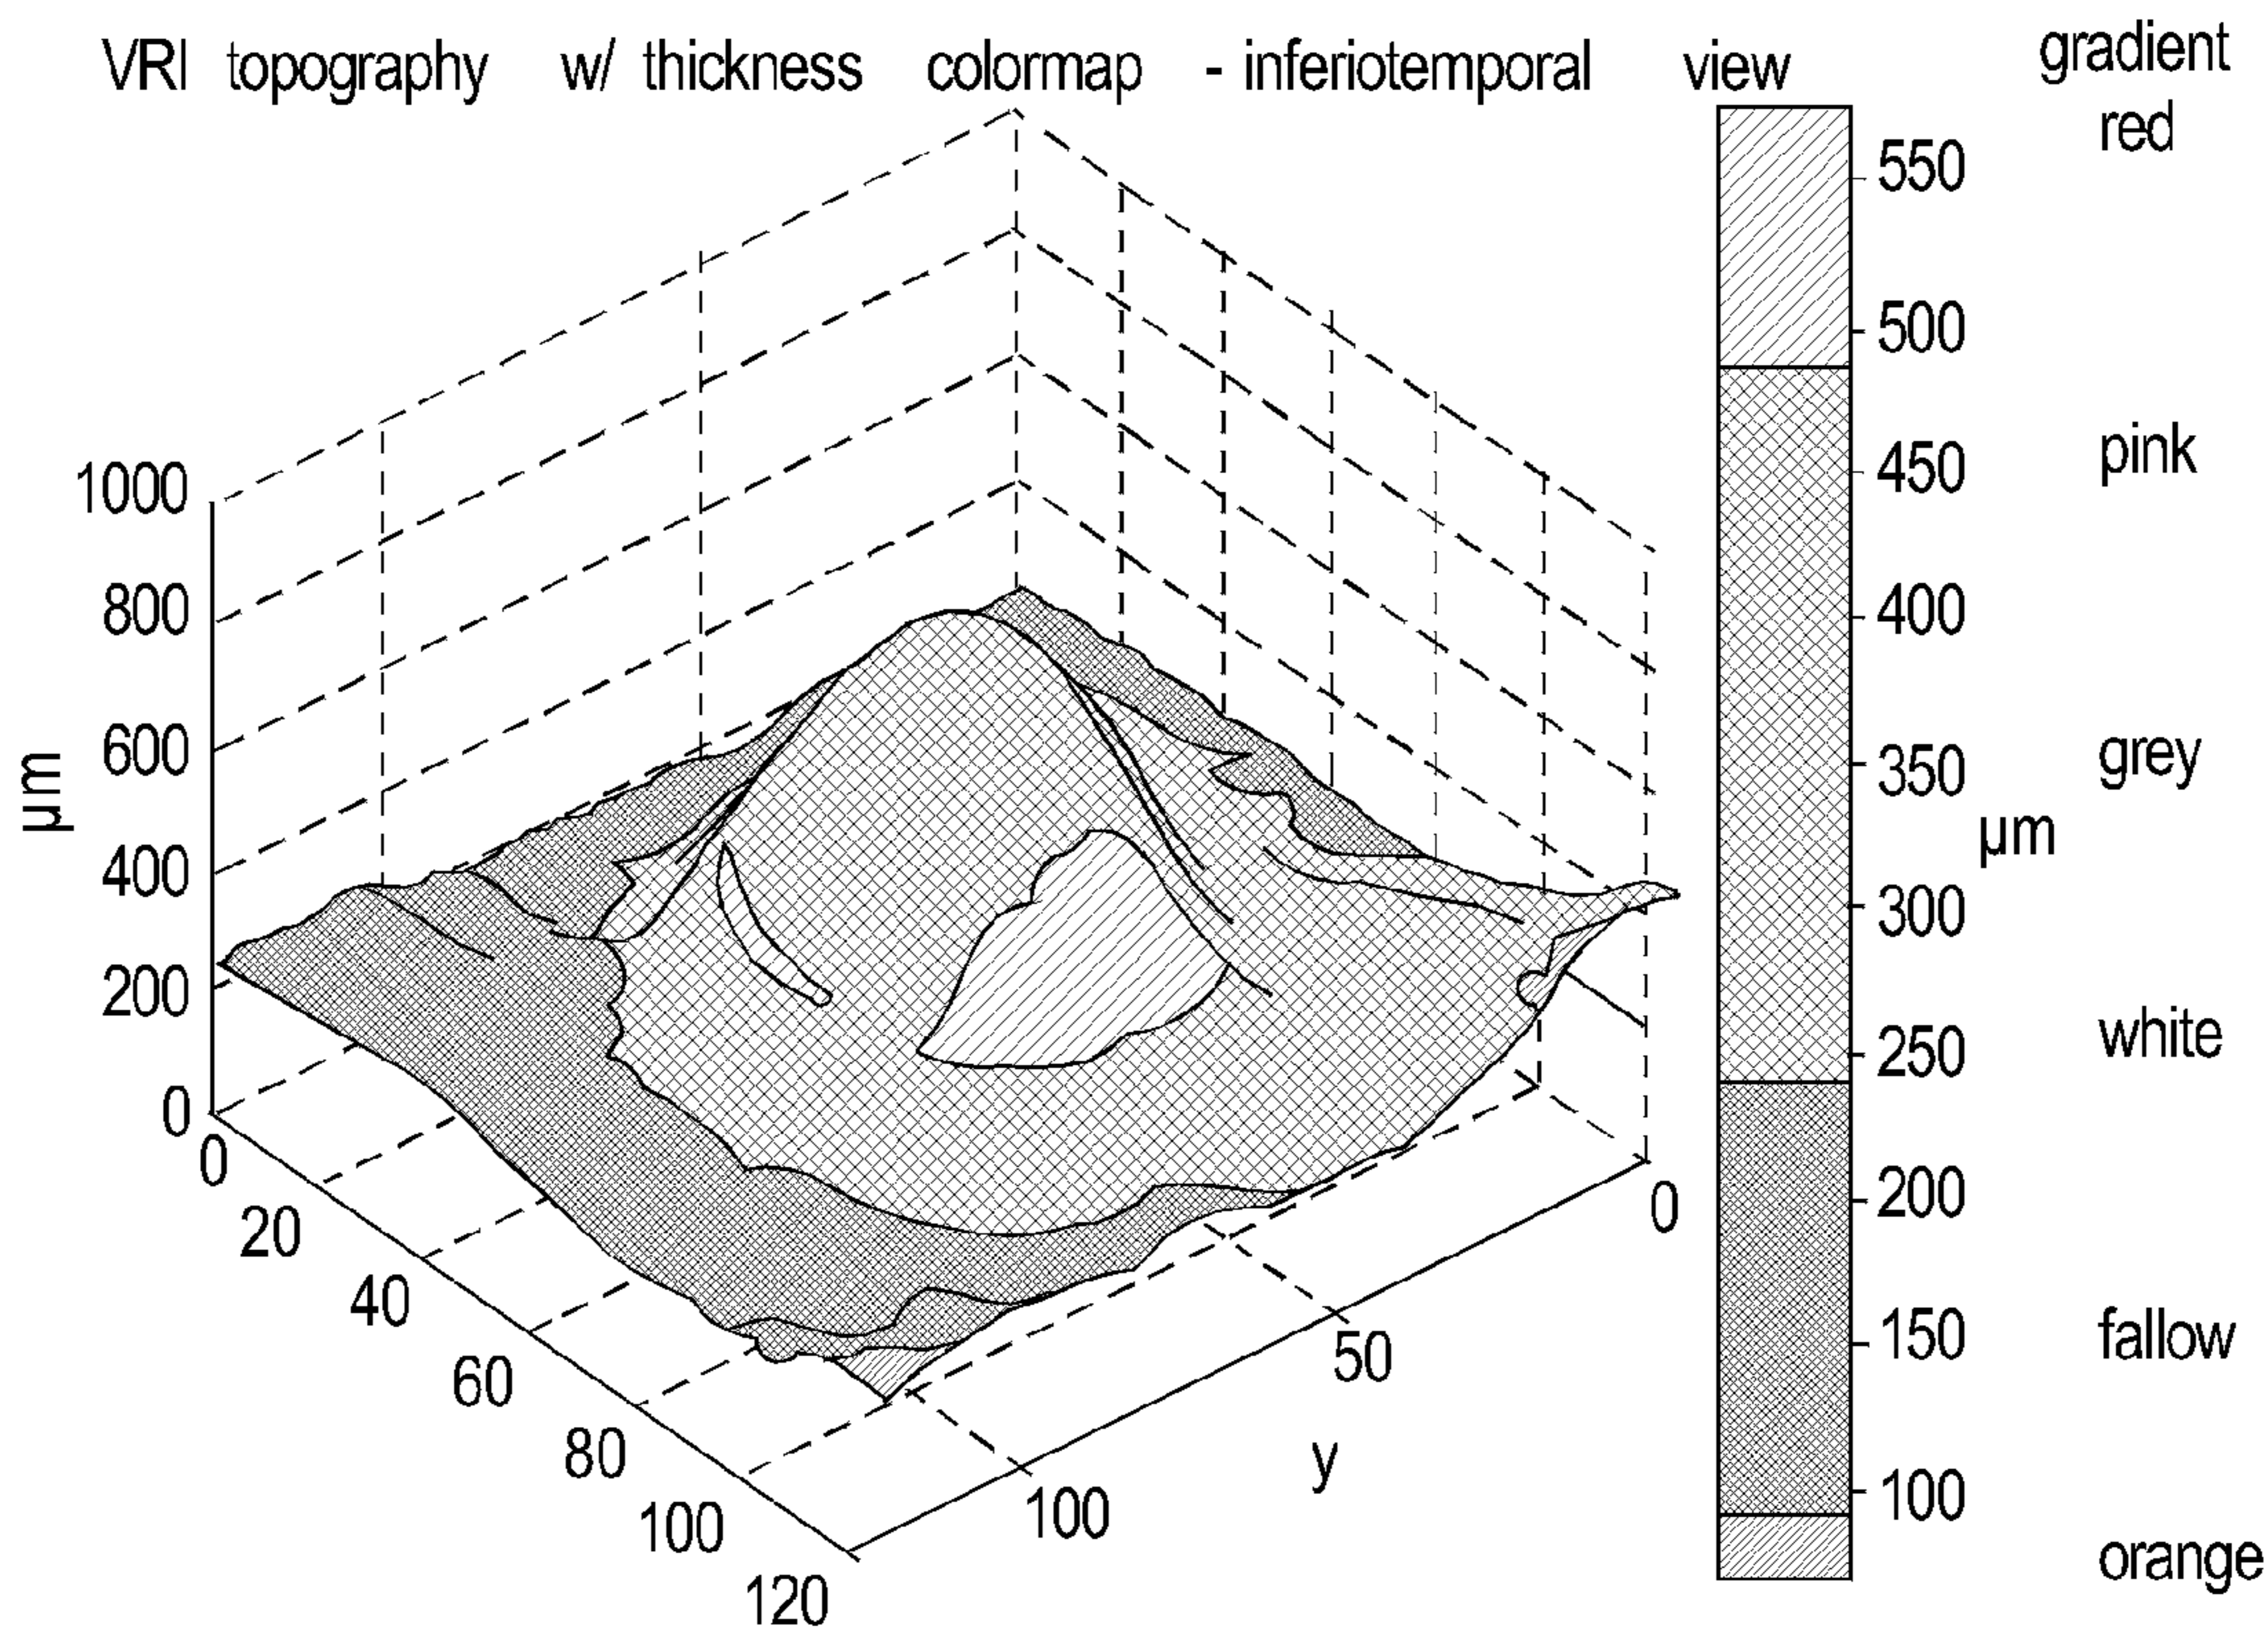 VRI topography w/ thickness colormap - inferiotemporal view
gradient
red
pink
grey
white
fallow
orange
550
500
450
400
350
300
250
200
150
100
µm
1000
800
600
400
200
0
µm
0
20
40
60
80
100
120
0
50
100
y